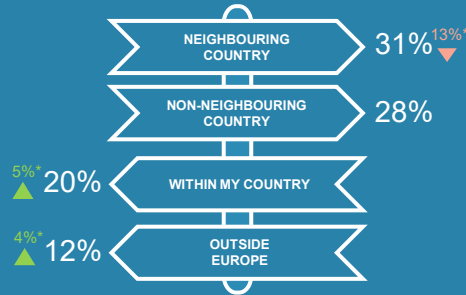 NEIGHBOURING
COUNTRY
31%
13%*
NON-NEIGHBOURING
COUNTRY
28%
5%*
20%
WITHIN MY COUNTRY
4%*
12%
OUTSIDE
EUROPE